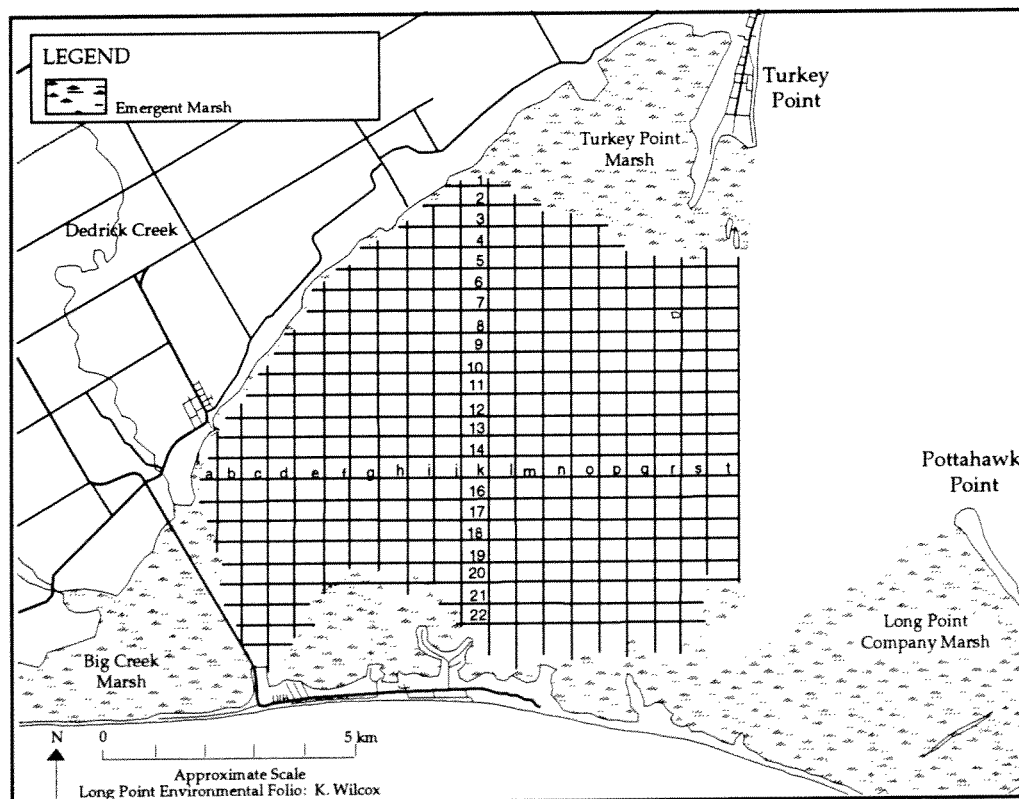 LEGEND
Emergent Marsh
Turkey
Point
Turkey Point
Marsh
Dedrick Creek
1
2
3
4
5
6
7
8
9
10
11
12
13
14
a b c d e f g h i j k l m n o p q r s t
16
17
18
19
20
21
22
Pottahawk
Point
Long Point
Company Marsh
Big Creek
Marsh
N
0 5 km
Approximate Scale
Long Point Environmental Folio: K. Wilcox